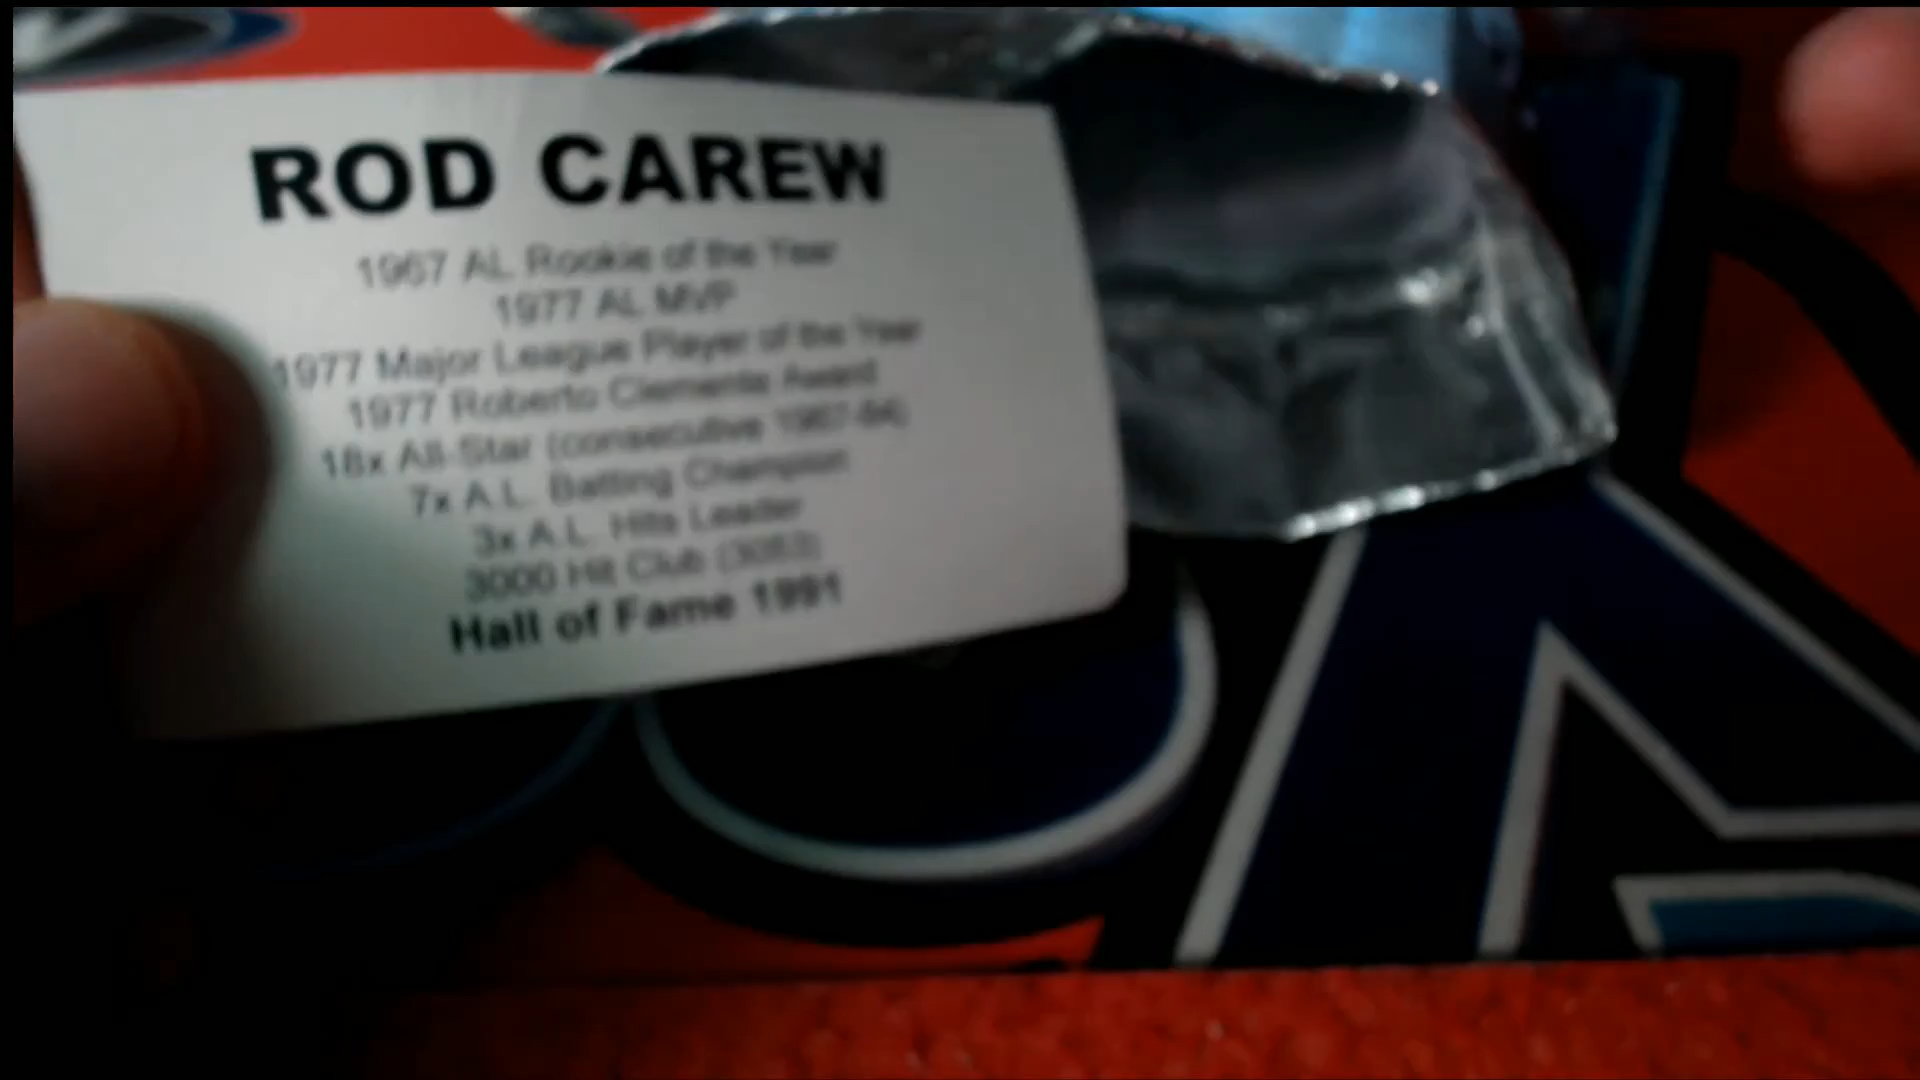 ROD CAREW
1967 AL Rookie of the Year
1977 AL MVP
1977 Major League Player of the Year
1977 Roberto Clemente Award
18x All-Star (consecutive 1967-84)
7x A.L. Batting Champion
3x A.L. Hits Leader
3000 Hit Club (3053)
Hall of Fame 1991